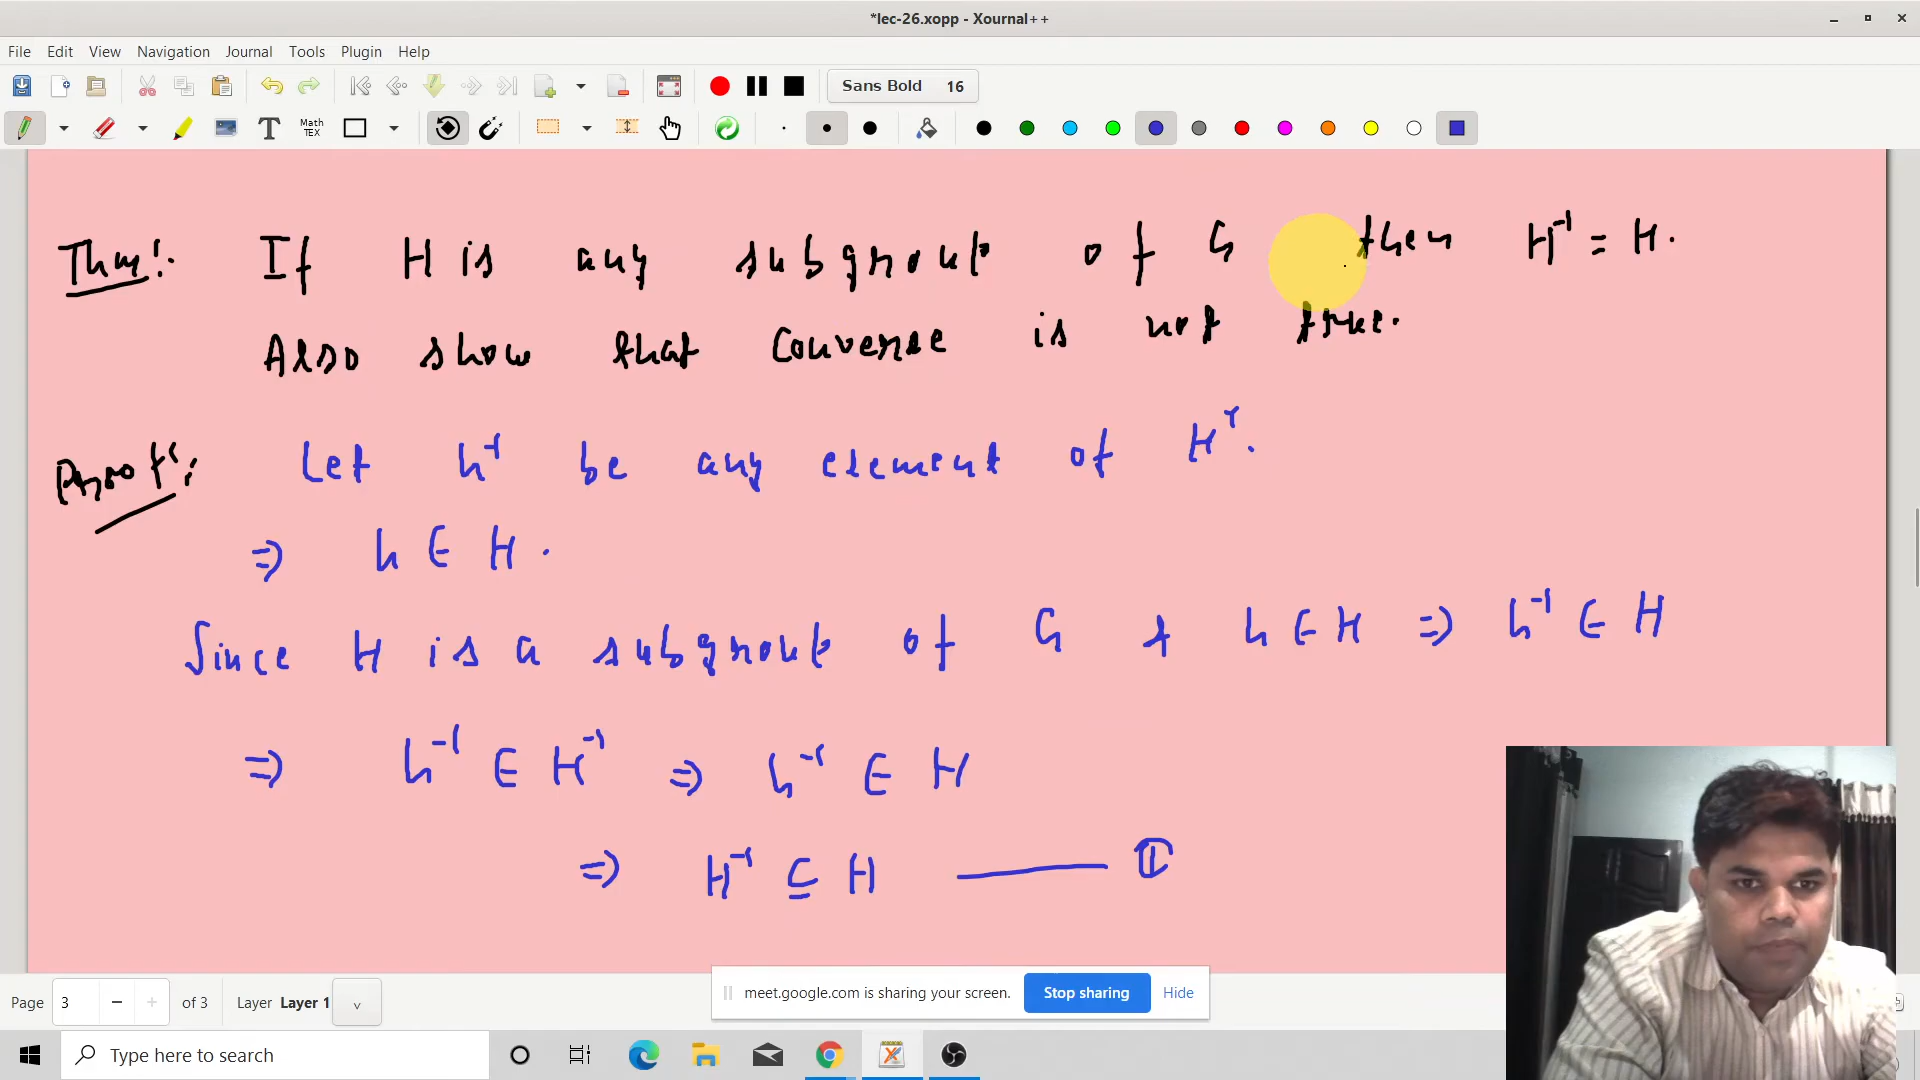 *lec-26.xopp - Xournal++
File Edit View Navigation Journal Tools Plugin Help
Sans Bold 16
Math TEX
Thm:. If H is any subgroup of G then H⁻¹ = H.
Also show that converse is not true.
Proof: Let h⁻¹ be any element of H⁻¹.
⇒ h ∈ H.
Since H is a subgroup of G & h ∈ H ⇒ h⁻¹ ∈ H
⇒ h⁻¹ ∈ H⁻¹ ⇒ h⁻¹ ∈ H
⇒ H⁻¹ ⊆ H —— ①
Page 3 of 3 Layer Layer 1
meet.google.com is sharing your screen. Stop sharing Hide
Type here to search